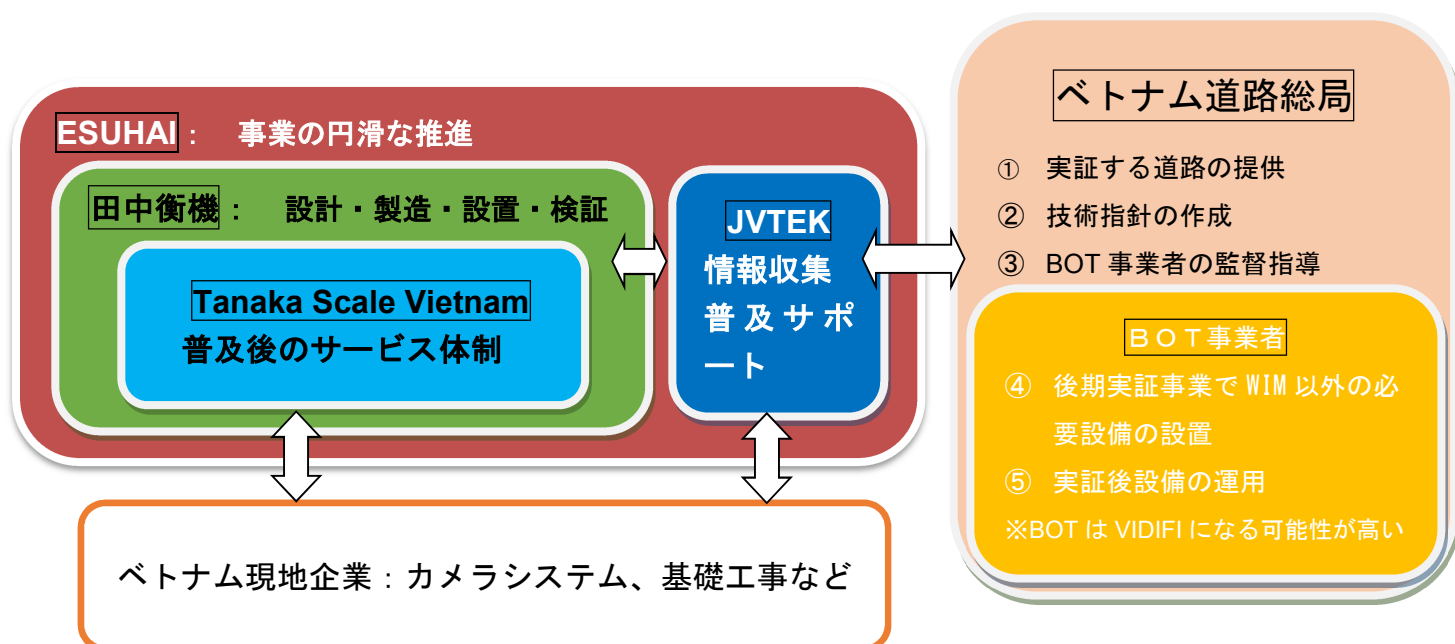 ESUHAI： 事業の円滑な推進
田中衡機： 設計・製造・設置・検証
Tanaka Scale Vietnam
普及後のサービス体制
JVTEK
情報収集
普及サポ
ート
ベトナム現地企業：カメラシステム、基礎工事など
ベトナム道路総局
① 実証する道路の提供
② 技術指針の作成
③ BOT 事業者の監督指導
ＢＯＴ事業者
④ 後期実証事業で WIM 以外の必
要設備の設置
⑤ 実証後設備の運用
※BOT は VIDIFI になる可能性が高い